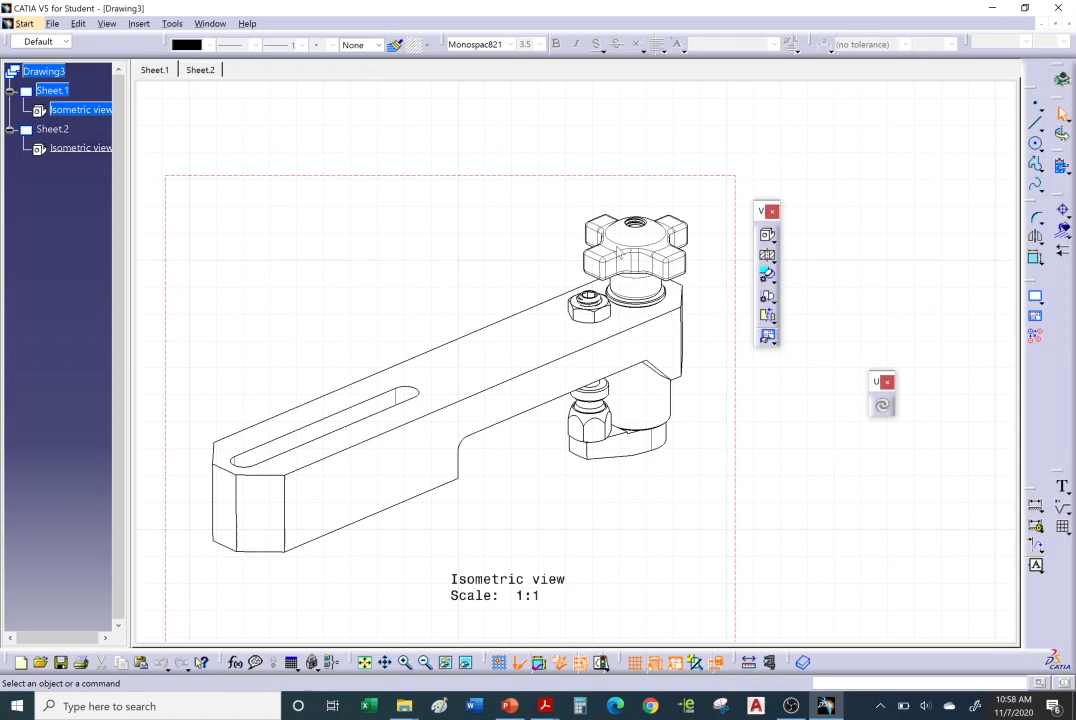 CATIA V5 for Student - [Drawing3]
Start File Edit View Insert Tools Window Help
Default
1
None
Monospac821
3.5
B I S
A
(no tolerance)
Drawing3
Sheet.1
Isometric view
Sheet.2
Isometric view
Sheet.1 Sheet.2
V
U
Isometric view
Scale: 1:1
T
A
f(x)
Select an object or a command
Type here to search
10:58 AM
11/7/2020
6